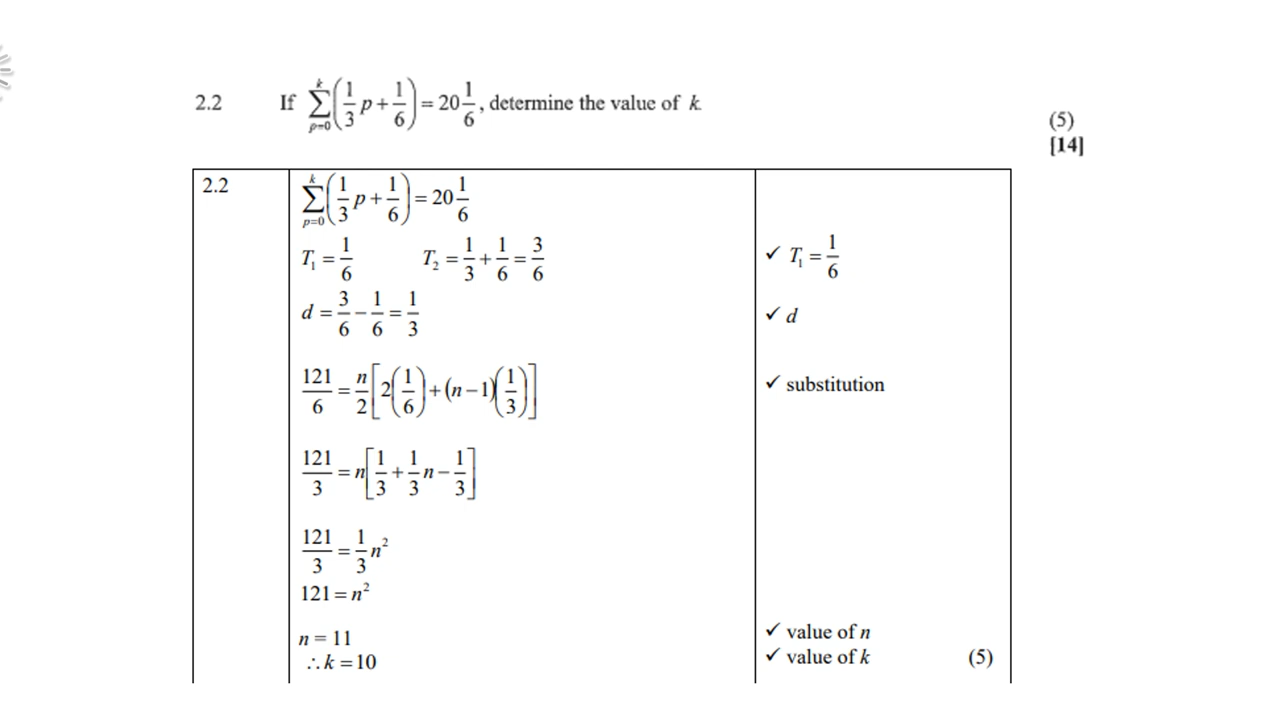 2.2 If \sum_{p=0}^{k}\left(\frac{1}{3}p+\frac{1}{6}\right)=20\frac{1}{6}, determine the value of k
(5)
[14]
2.2 \sum_{p=0}^{k}\left(\frac{1}{3}p+\frac{1}{6}\right)=20\frac{1}{6}
T_1=\frac{1}{6} T_2=\frac{1}{3}+\frac{1}{6}=\frac{3}{6} ✓ T_1=\frac{1}{6}
d=\frac{3}{6}-\frac{1}{6}=\frac{1}{3} ✓ d
\frac{121}{6}=\frac{n}{2}\left[2\left(\frac{1}{6}\right)+(n-1)\left(\frac{1}{3}\right)\right] ✓ substitution
\frac{121}{3}=n\left[\frac{1}{3}+\frac{1}{3}n-\frac{1}{3}\right]
\frac{121}{3}=\frac{1}{3}n^2
121=n^2
n = 11 ✓ value of n
∴k=10 ✓ value of k (5)